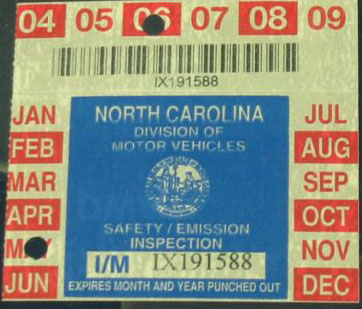 04 05 06 07 08 09
IX191588
JAN
FEB
MAR
APR
MAY
JUN
NORTH CAROLINA
DIVISION OF
MOTOR VEHICLES
SAFETY / EMISSION
INSPECTION
I/M IX191588
EXPIRES MONTH AND YEAR PUNCHED OUT
JUL
AUG
SEP
OCT
NOV
DEC